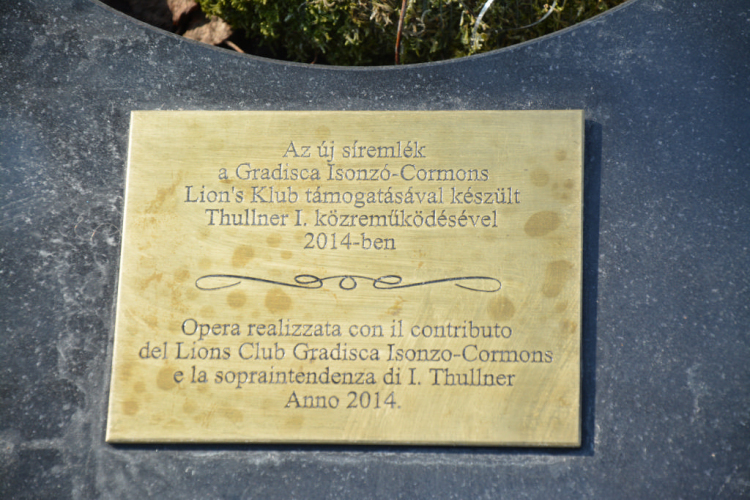 Az új síremlék
a Gradisca Isonzó-Cormons
Lion's Klub támogatásával készült
Thullner I. közreműködésével
2014-ben
Opera realizzata con il contributo
del Lions Club Gradisca Isonzo-Cormons
e la sopraintendenza di I. Thullner
Anno 2014.